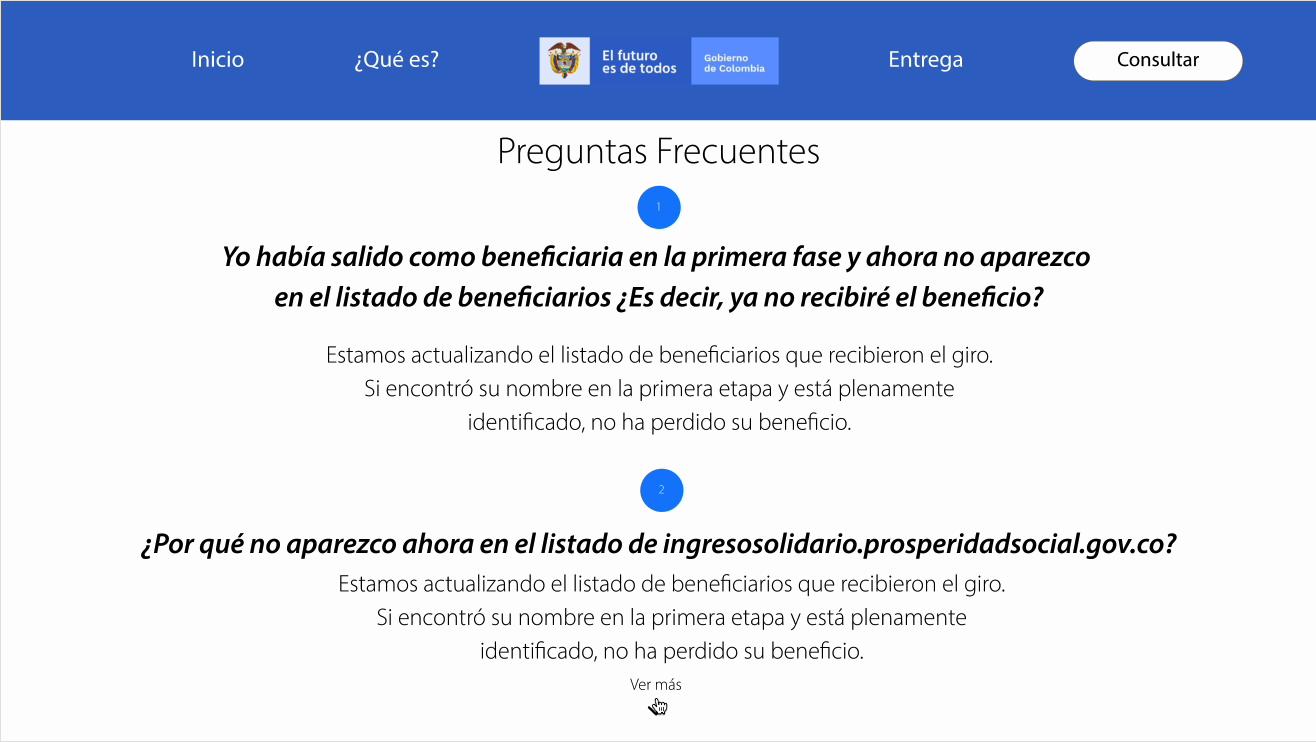 Inicio
¿Qué es?
El futuro
es de todos
Gobierno
de Colombia
Entrega
Consultar
Preguntas Frecuentes
1
Yo había salido como beneficiaria en la primera fase y ahora no aparezco
en el listado de beneficiarios ¿Es decir, ya no recibiré el beneficio?
Estamos actualizando el listado de beneficiarios que recibieron el giro.
Si encontró su nombre en la primera etapa y está plenamente
identificado, no ha perdido su beneficio.
2
¿Por qué no aparezco ahora en el listado de ingresosolidario.prosperidadsocial.gov.co?
Estamos actualizando el listado de beneficiarios que recibieron el giro.
Si encontró su nombre en la primera etapa y está plenamente
identificado, no ha perdido su beneficio.
Ver más